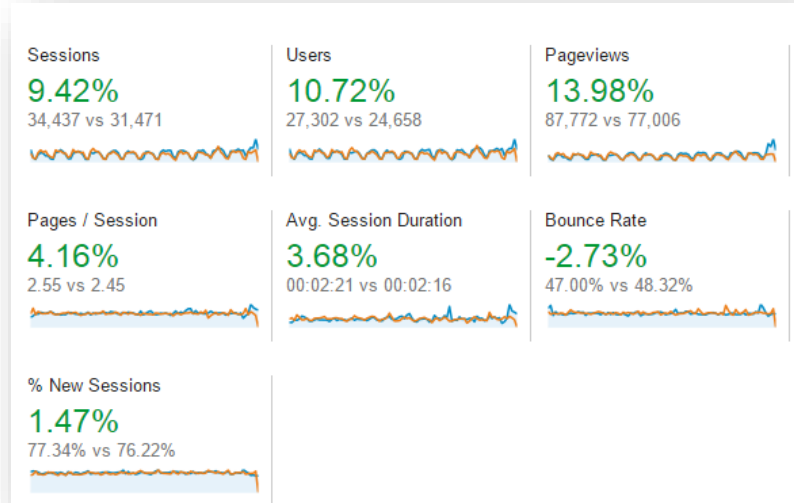 Sessions
9.42%
34,437 vs 31,471
Users
10.72%
27,302 vs 24,658
Pageviews
13.98%
87,772 vs 77,006
Pages / Session
4.16%
2.55 vs 2.45
Avg. Session Duration
3.68%
00:02:21 vs 00:02:16
Bounce Rate
-2.73%
47.00% vs 48.32%
% New Sessions
1.47%
77.34% vs 76.22%